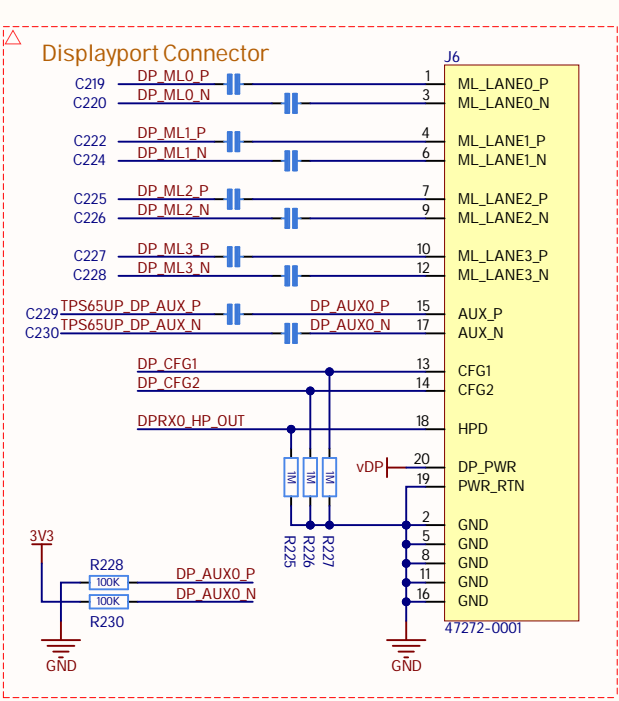 Displayport Connector
J6
C219 DP_ML0_P 1 ML_LANE0_P
C220 DP_ML0_N 3 ML_LANE0_N
C222 DP_ML1_P 4 ML_LANE1_P
C224 DP_ML1_N 6 ML_LANE1_N
C225 DP_ML2_P 7 ML_LANE2_P
C226 DP_ML2_N 9 ML_LANE2_N
C227 DP_ML3_P 10 ML_LANE3_P
C228 DP_ML3_N 12 ML_LANE3_N
C229 TPS65UP_DP_AUX_P DP_AUX0_P 15 AUX_P
C230 TPS65UP_DP_AUX_N DP_AUX0_N 17 AUX_N
DP_CFG1 13 CFG1
DP_CFG2 14 CFG2
DPRX0_HP_OUT 18 HPD
vDP 20 DP_PWR
19 PWR_RTN
1M 1M 1M
R225 R226 R227
2 GND
5 GND
8 GND
11 GND
16 GND
47272-0001
GND
3V3
R228
100K DP_AUX0_P
100K DP_AUX0_N
R230
GND